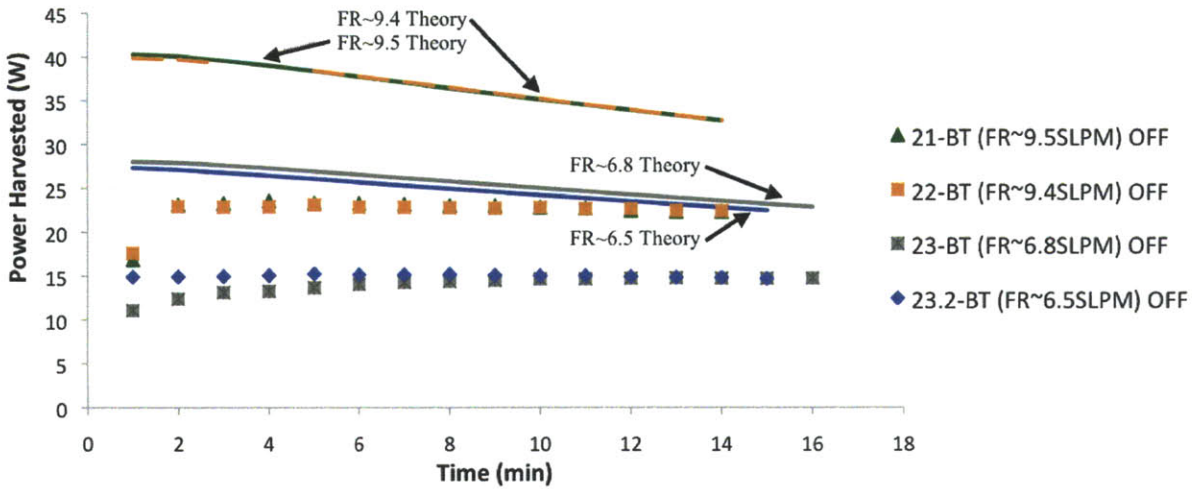 45
40
35
30
25
20
15
10
5
0
Power Harvested (W)
FR~9.4 Theory
FR~9.5 Theory
FR~6.8 Theory
FR~6.5 Theory
0 2 4 6 8 10 12 14 16 18
Time (min)
21-BT (FR~9.5SLPM) OFF
22-BT (FR~9.4SLPM) OFF
23-BT (FR~6.8SLPM) OFF
23.2-BT (FR~6.5SLPM) OFF